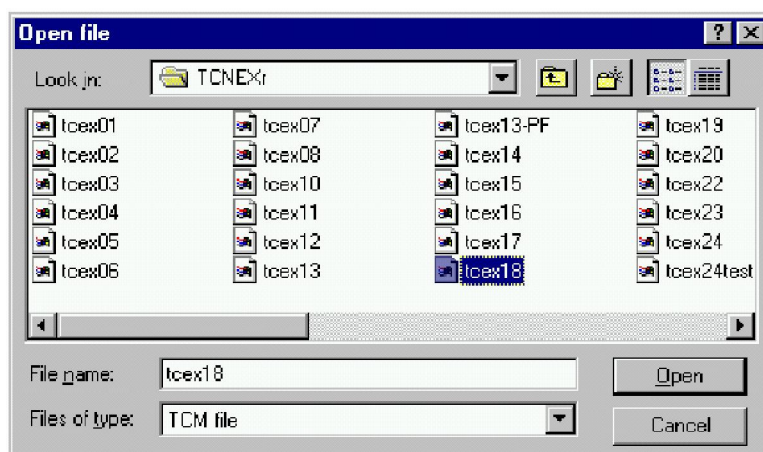 Open file
Look in: TCNEXr
tcex01 tcex07 tcex13-PF tcex19
tcex02 tcex08 tcex14 tcex20
tcex03 tcex10 tcex15 tcex22
tcex04 tcex11 tcex16 tcex23
tcex05 tcex12 tcex17 tcex24
tcex06 tcex13 tcex18 tcex24test
File name: tcex18 Open
Files of type: TCM file Cancel